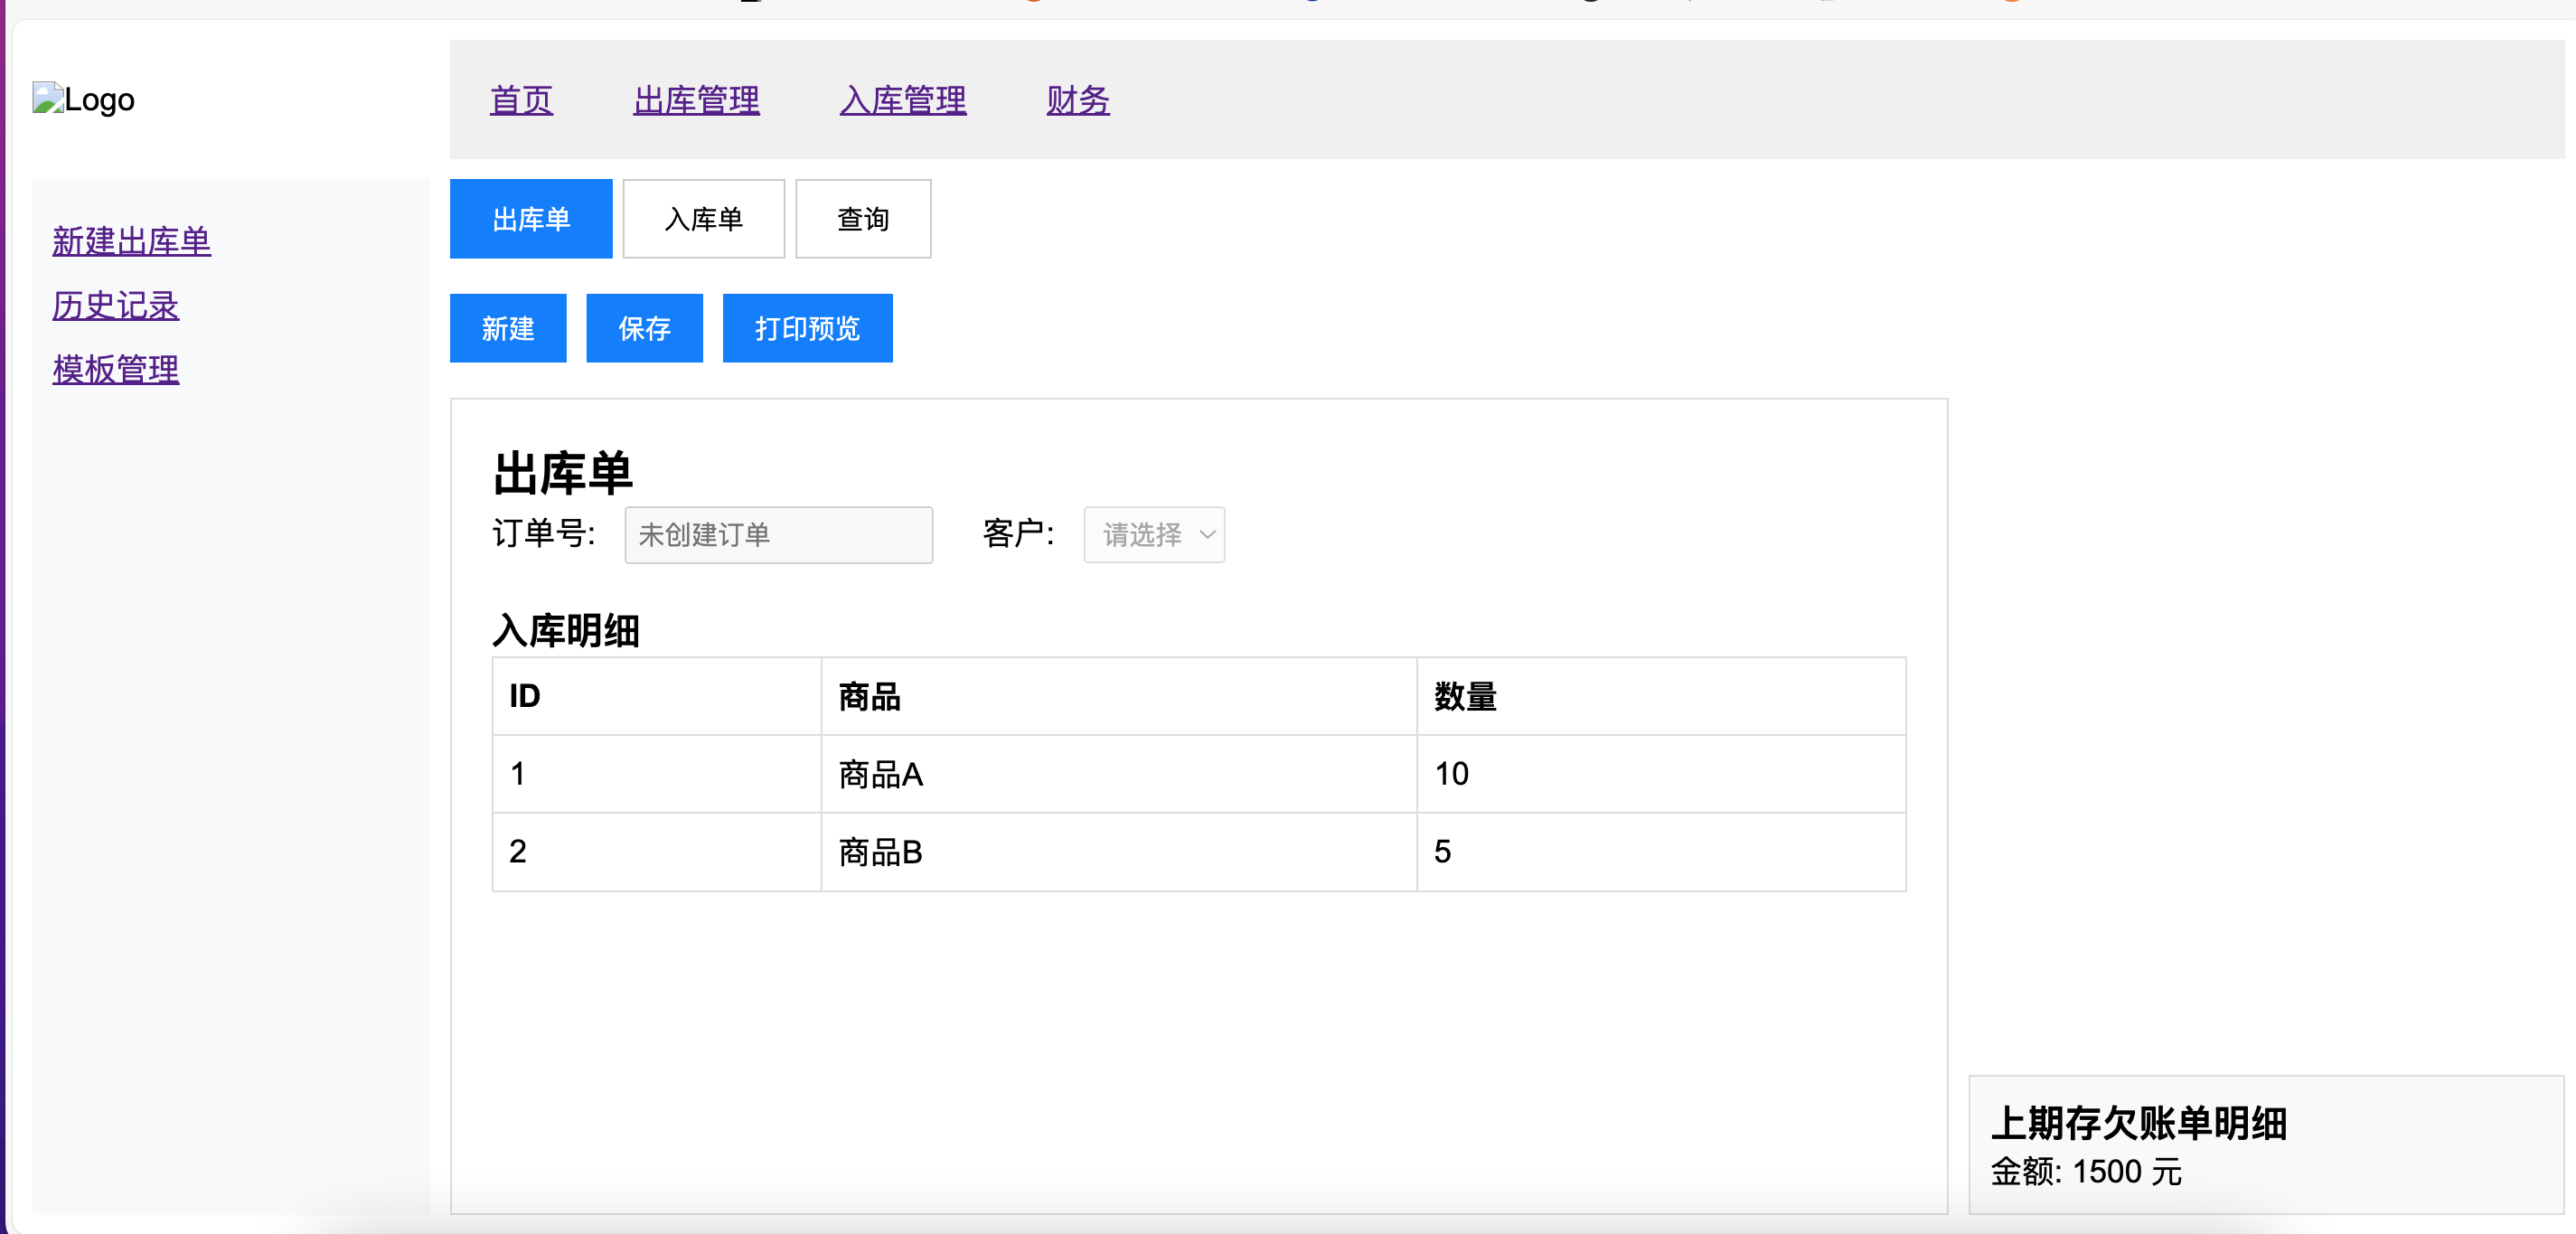 Logo
首页 出库管理 入库管理 财务
新建出库单
历史记录
模板管理
出库单 入库单 查询
新建 保存 打印预览
出库单
订单号: 未创建订单 客户: 请选择
入库明细
ID 商品 数量
1 商品A 10
2 商品B 5
上期存欠账单明细
金额: 1500 元